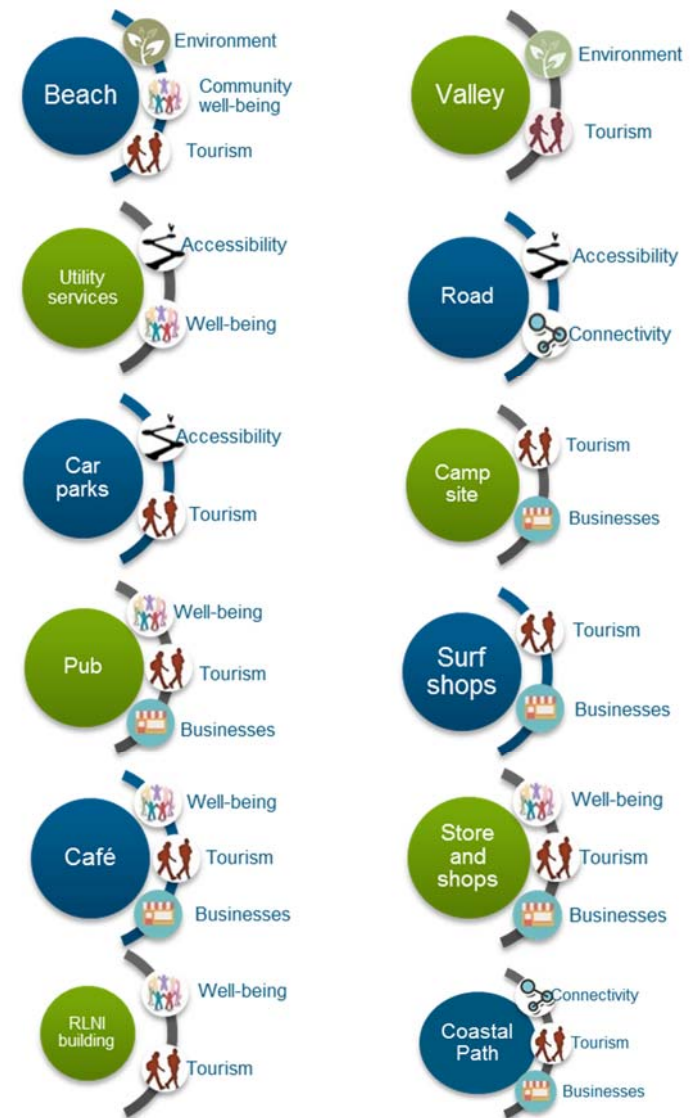 Beach
Environment
Community
well-being
Tourism
Valley
Environment
Tourism
Utility
services
Accessibility
Well-being
Road
Accessibility
Connectivity
Car
parks
Accessibility
Tourism
Camp
site
Tourism
Businesses
Pub
Well-being
Tourism
Businesses
Surf
shops
Tourism
Businesses
Café
Well-being
Tourism
Businesses
Store
and
shops
Well-being
Tourism
Businesses
RLNI
building
Well-being
Tourism
Coastal
Path
Connectivity
Tourism
Businesses